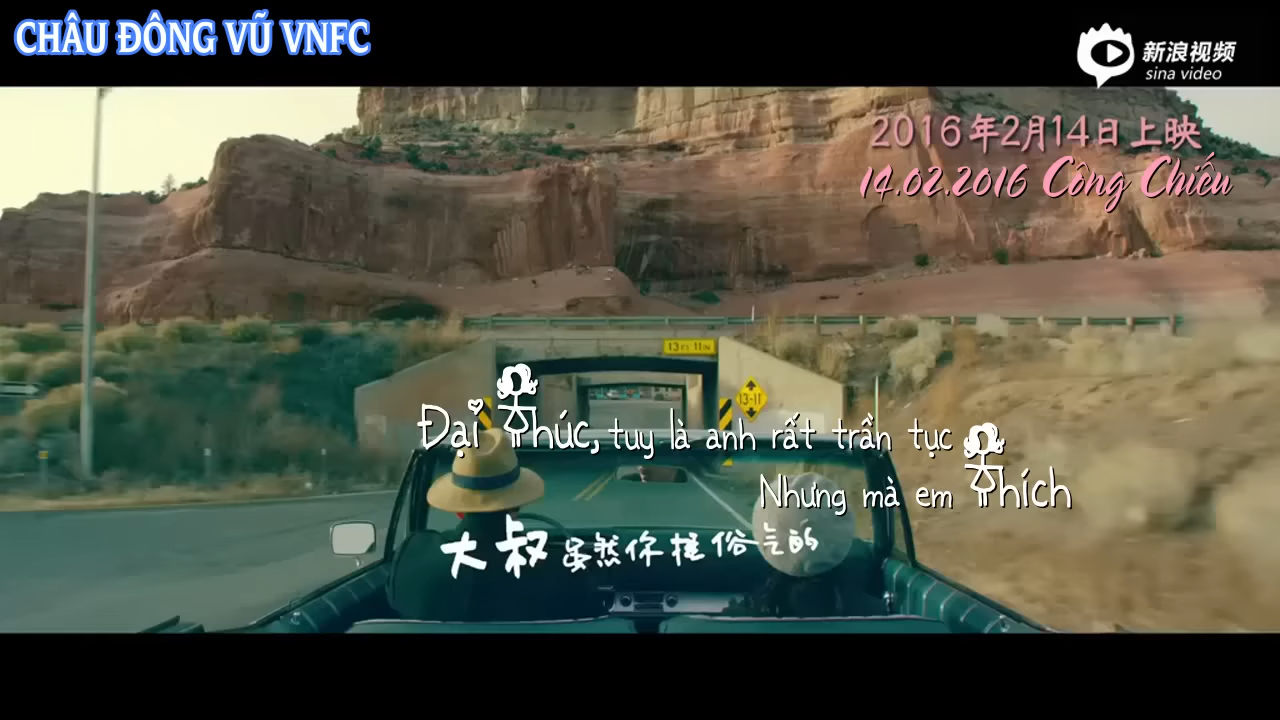 CHÂU ĐÔNG VŨ VNFC
新浪视频
sina video
2016年2月14日上映
14.02.2016 Công Chiếu
13 FT 11 IN
13-11
Đại Thúc, tuy là anh rất trần tục
Nhưng mà em Thích
大叔虽然你挺俗气的